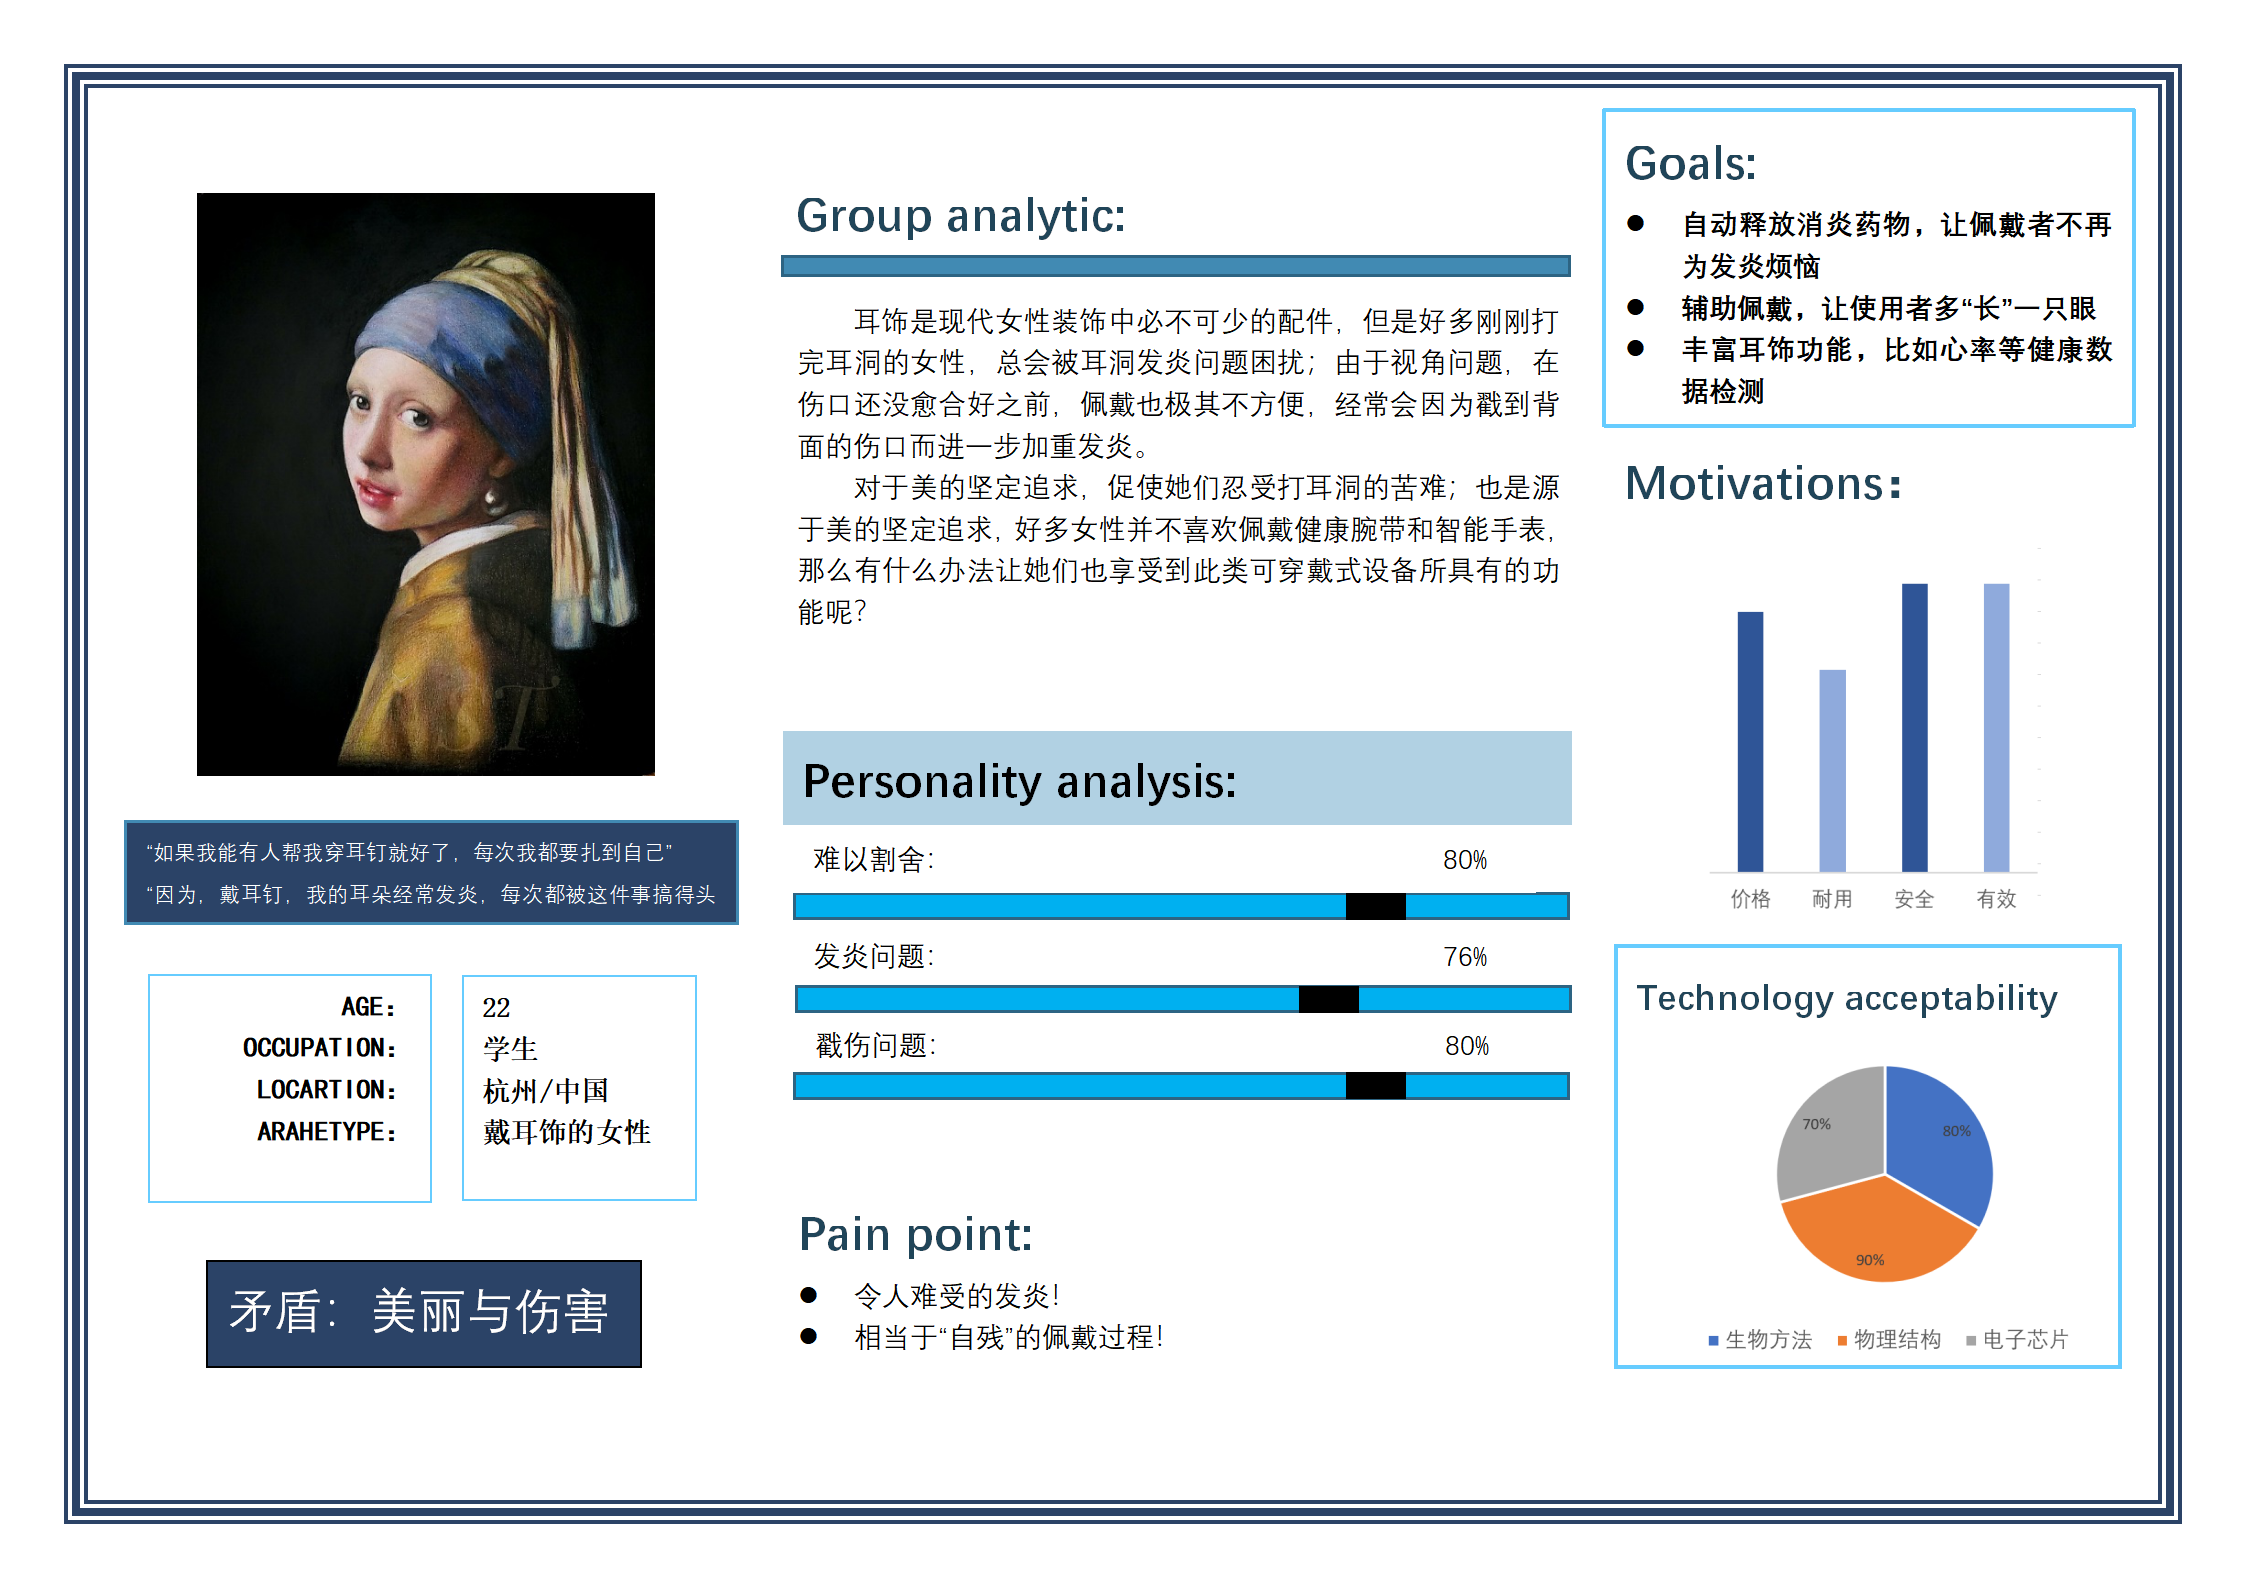 “如果我能有人帮我穿耳钉就好了，每次我都要扎到自己”
“因为，戴耳钉，我的耳朵经常发炎，每次都被这件事搞得头
AGE： 22
OCCUPATION： 学生
LOCARTION： 杭州/中国
ARAHETYPE： 戴耳饰的女性
矛盾：美丽与伤害
Group analytic:
耳饰是现代女性装饰中必不可少的配件，但是好多刚刚打
完耳洞的女性，总会被耳洞发炎问题困扰；由于视角问题，在
伤口还没愈合好之前，佩戴也极其不方便，经常会因为戳到背
面的伤口而进一步加重发炎。
对于美的坚定追求，促使她们忍受打耳洞的苦难；也是源
于美的坚定追求，好多女性并不喜欢佩戴健康腕带和智能手表，
那么有什么办法让她们也享受到此类可穿戴式设备所具有的功
能呢？
Personality analysis:
难以割舍： 80%
发炎问题： 76%
戳伤问题： 80%
Pain point:
● 令人难受的发炎！
● 相当于“自残”的佩戴过程！
Goals:
● 自动释放消炎药物，让佩戴者不再
为发炎烦恼
● 辅助佩戴，让使用者多“长”一只眼
● 丰富耳饰功能，比如心率等健康数
据检测
Motivations：
价格 耐用 安全 有效
Technology acceptability
70% 80%
90%
生物方法 物理结构 电子芯片
ST